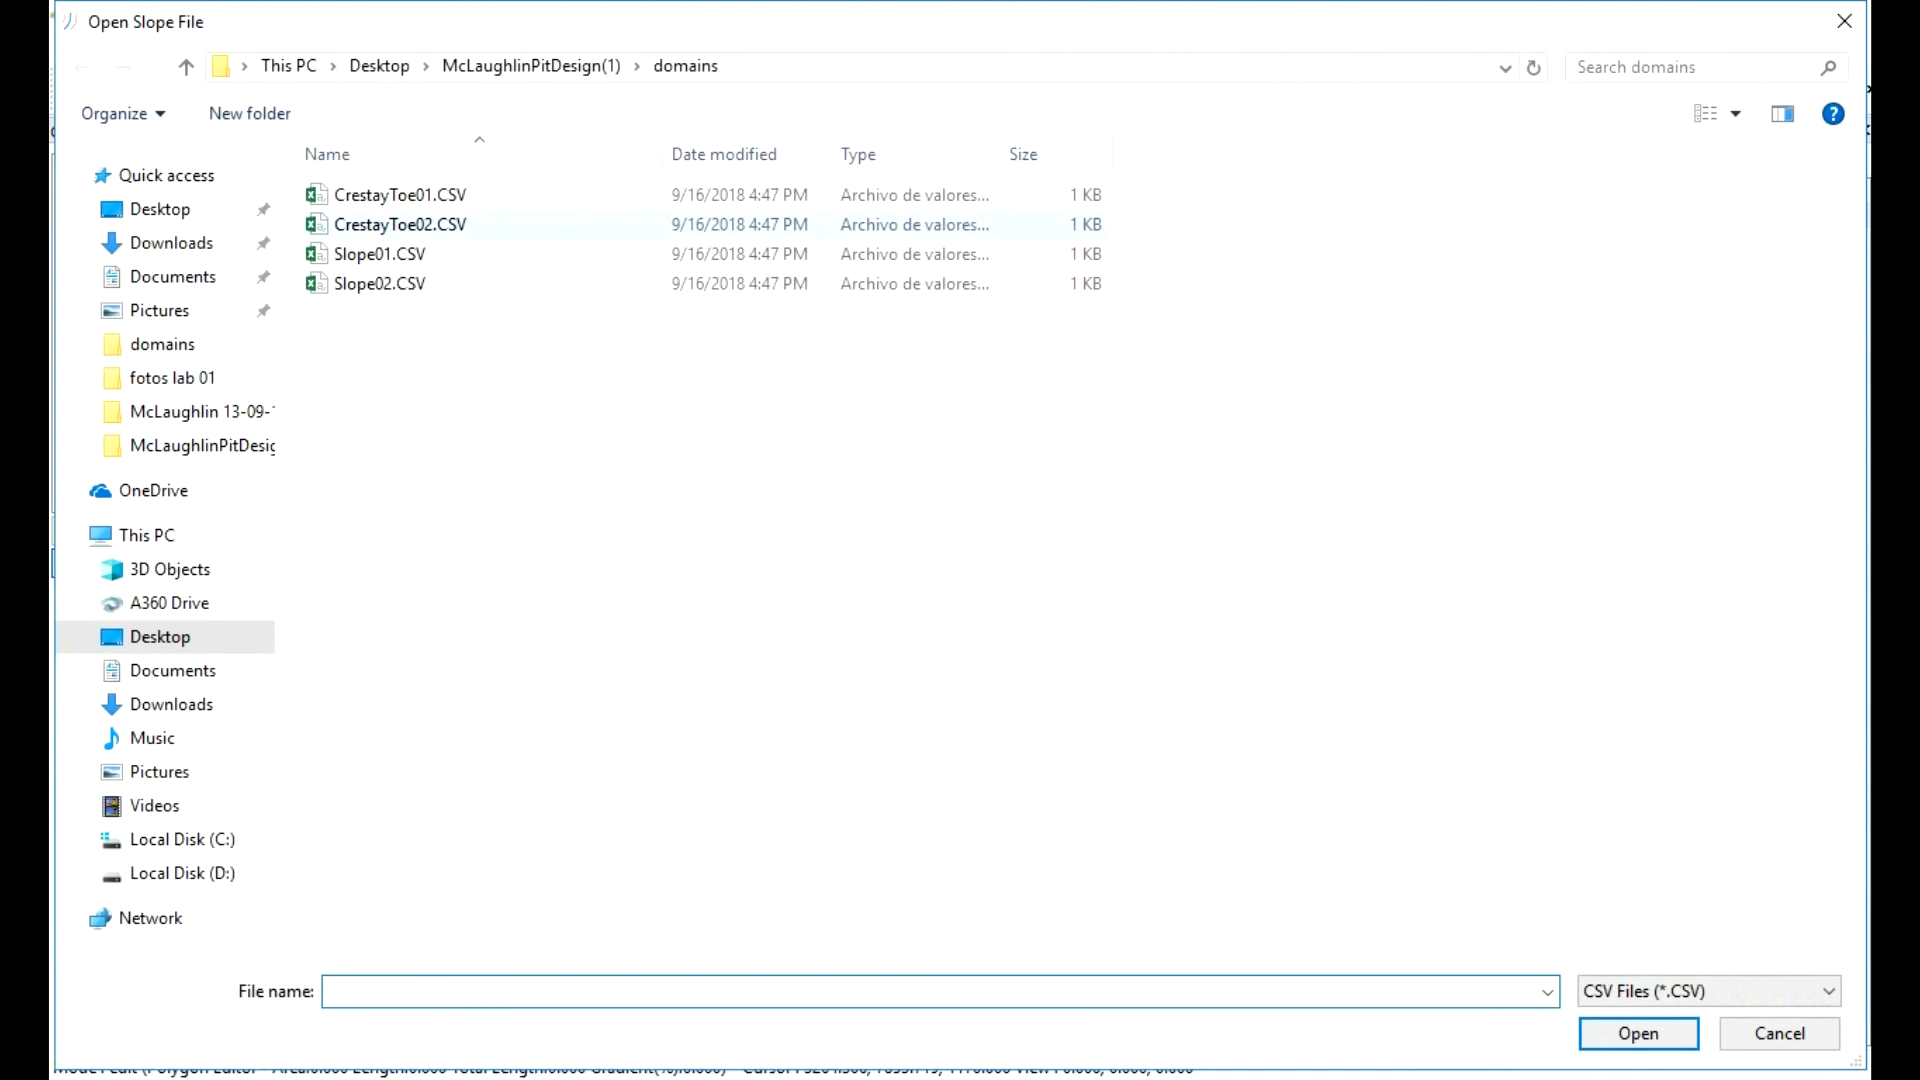 Open Slope File
This PC > Desktop > McLaughlinPitDesign(1) > domains
Search domains
Organize
New folder
Name
Date modified
Type
Size
CrestayToe01.CSV 9/16/2018 4:47 PM Archivo de valores... 1 KB
CrestayToe02.CSV 9/16/2018 4:47 PM Archivo de valores... 1 KB
Slope01.CSV 9/16/2018 4:47 PM Archivo de valores... 1 KB
Slope02.CSV 9/16/2018 4:47 PM Archivo de valores... 1 KB
Quick access
Desktop
Downloads
Documents
Pictures
domains
fotos lab 01
McLaughlin 13-09-
McLaughlinPitDesig
OneDrive
This PC
3D Objects
A360 Drive
Desktop
Documents
Downloads
Music
Pictures
Videos
Local Disk (C:)
Local Disk (D:)
Network
File name:
CSV Files (*.CSV)
Open
Cancel